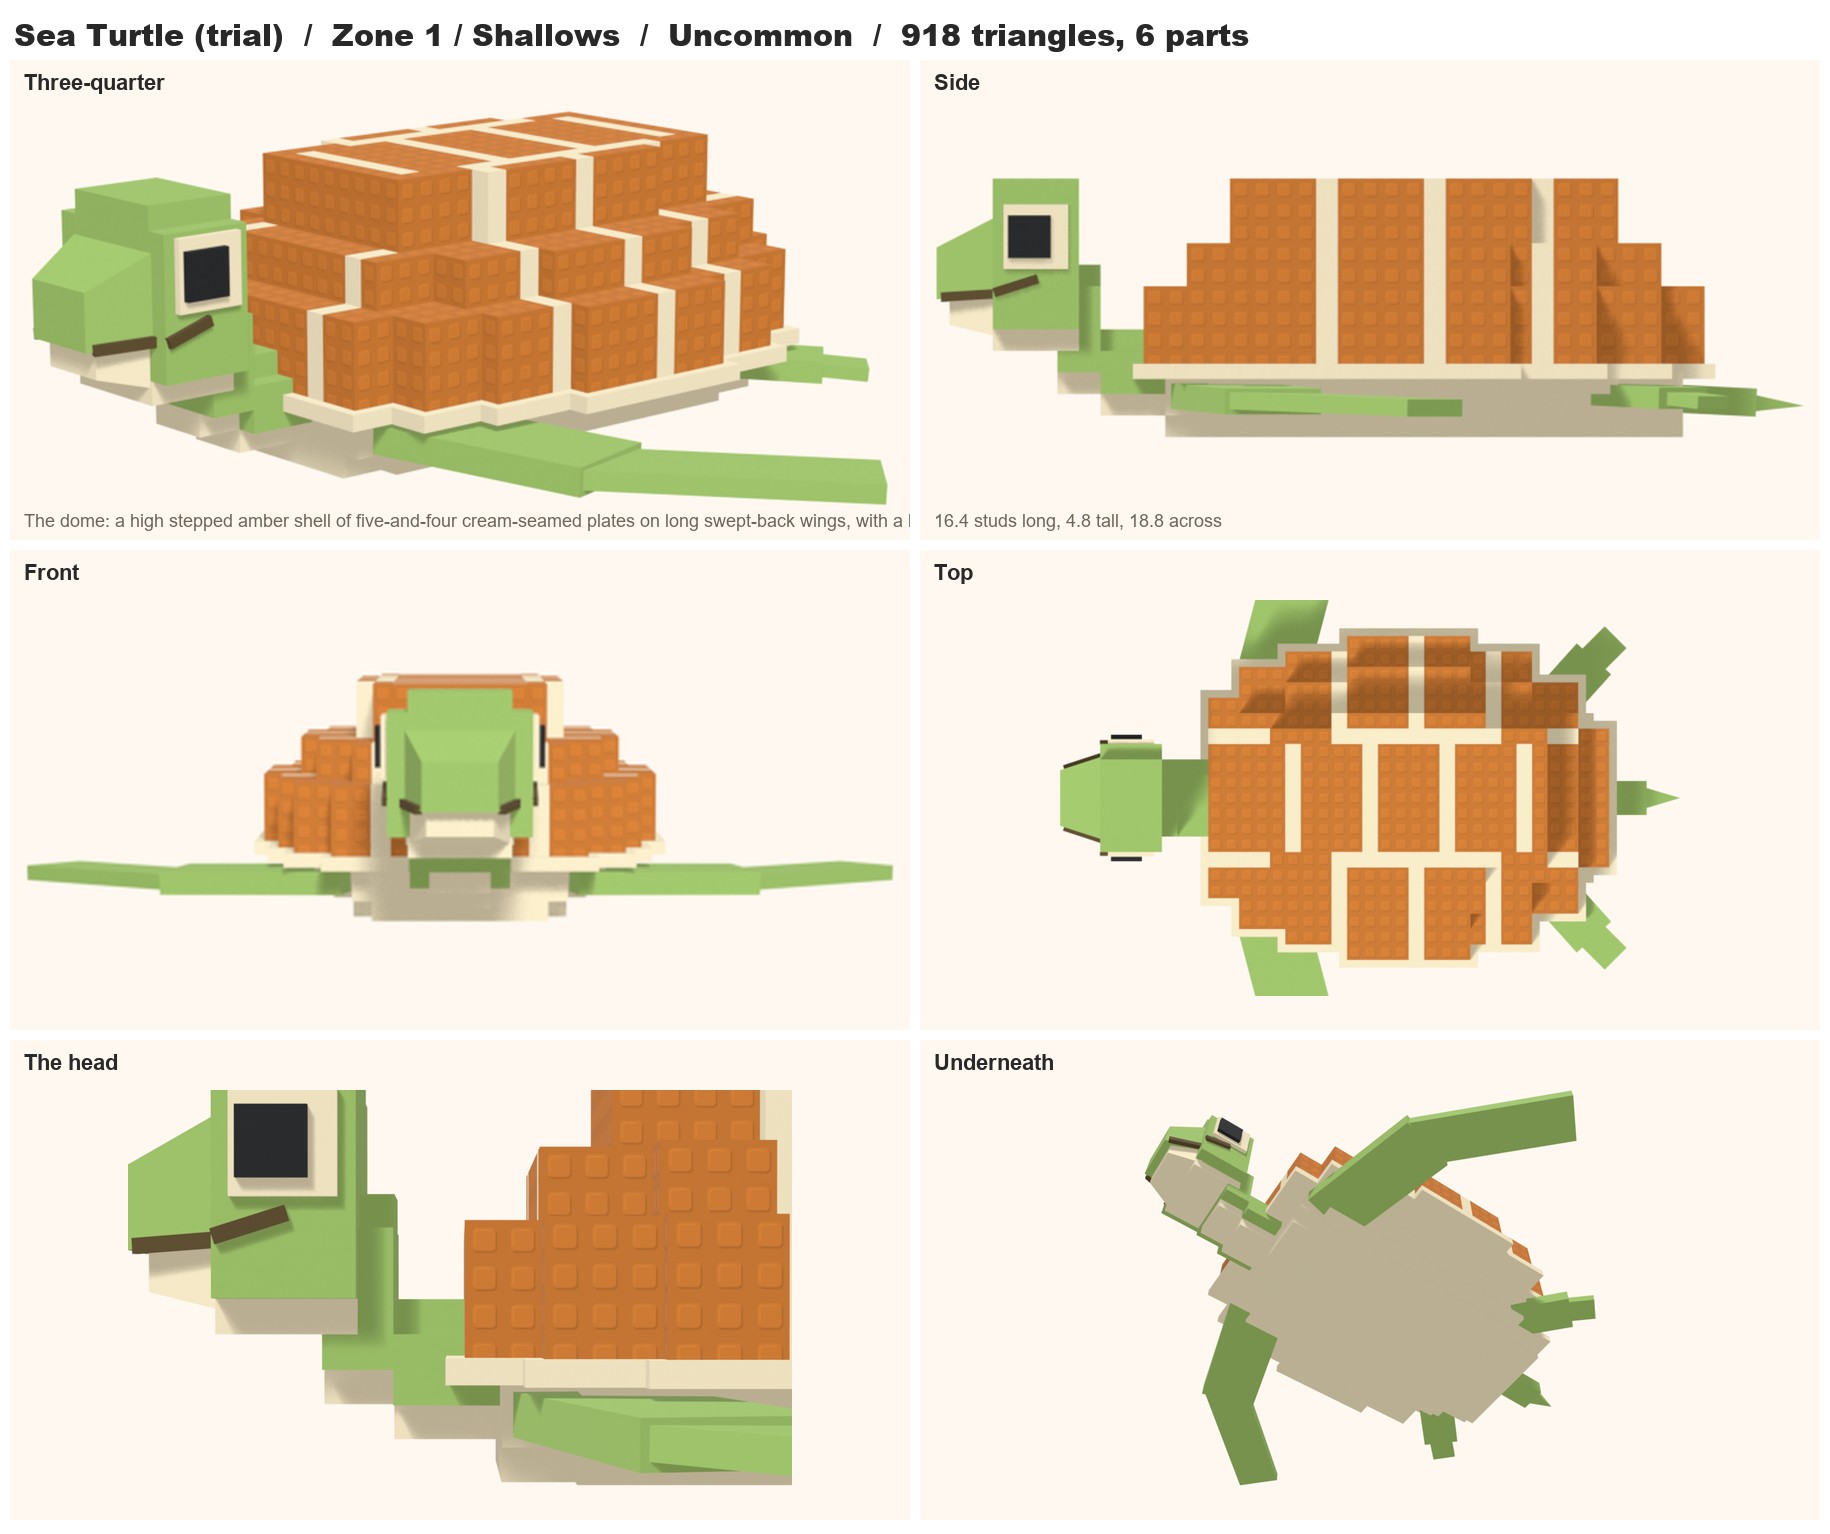 Sea Turtle (trial) / Zone 1 / Shallows / Uncommon / 918 triangles, 6 parts
Three-quarter
Side
The dome: a high stepped amber shell of five-and-four cream-seamed plates on long swept-back wings, with a
16.4 studs long, 4.8 tall, 18.8 across
Front
Top
The head
Underneath